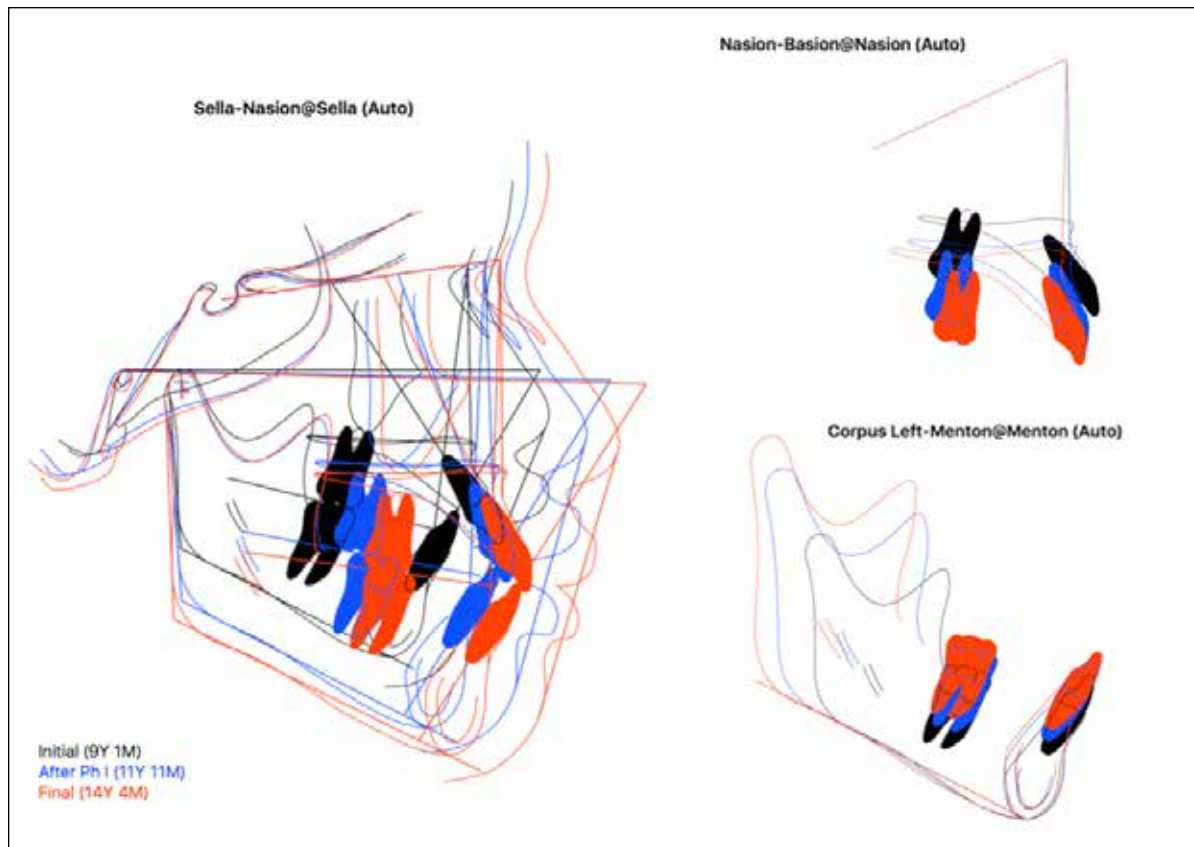 Nasion-Basion@Nasion (Auto)
Sella-Nasion@Sella (Auto)
Corpus Left-Menton@Menton (Auto)
Initial (9Y 1M)
After Ph I (11Y 11M)
Final (14Y 4M)